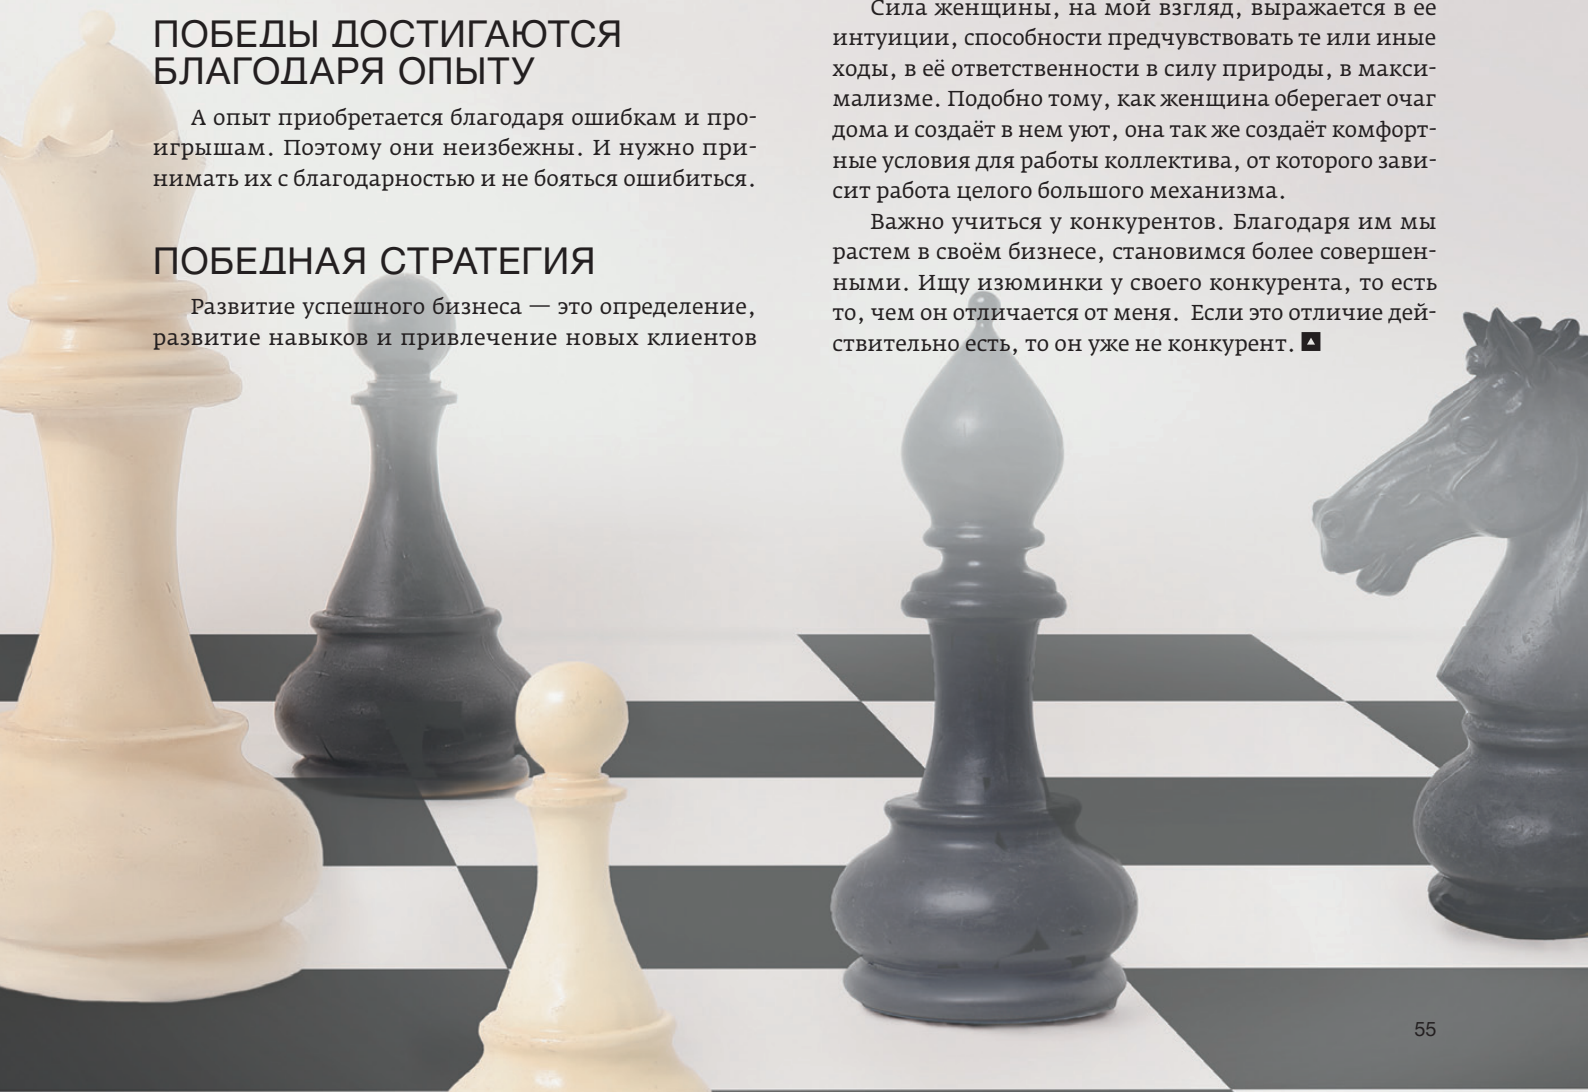 ПОБЕДЫ ДОСТИГАЮТСЯ
БЛАГОДАРЯ ОПЫТУ
А опыт приобретается благодаря ошибкам и про-
игрышам. Поэтому они неизбежны. И нужно при-
нимать их с благодарностью и не бояться ошибиться.
ПОБЕДНАЯ СТРАТЕГИЯ
Развитие успешного бизнеса — это определение,
развитие навыков и привлечение новых клиентов
Сила женщины, на мой взгляд, выражается в ее
интуиции, способности предчувствовать те или иные
ходы, в её ответственности в силу природы, в макси-
мализме. Подобно тому, как женщина оберегает очаг
дома и создаёт в нем уют, она так же создаёт комфорт-
ные условия для работы коллектива, от которого зави-
сит работа целого большого механизма.
Важно учиться у конкурентов. Благодаря им мы
растем в своём бизнесе, становимся более совершен-
ными. Ищу изюминки у своего конкурента, то есть
то, чем он отличается от меня. Если это отличие дей-
ствительно есть, то он уже не конкурент.
55